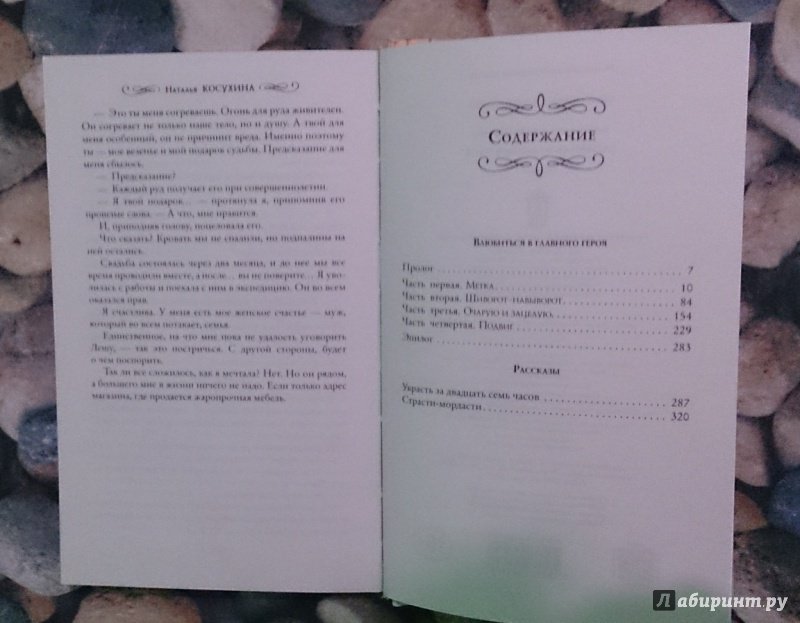 Наталья КОСУХИНА
— Это ты меня согреваешь. Огонь для руда живителен.
Он согревает не только наше тело, но и душу. А твой для
меня особенный, он не причинит вреда. Именно поэтому
ты — мое везенье и мой подарок судьбы. Предсказание для
меня сбылось.
— Предсказание?
— Каждый руд получает его при совершеннолетии.
— Я твой подарок... — протянула я, припомнив его
прошлые слова. — А что, мне нравится.
И, приподняв голову, поцеловала его.
Что сказать? Кровать мы не спалили, но подпалины на
ней остались.
Свадьба состоялась через два месяца, и до нее мы все
время проводили вместе, а после... вы не поверите... Я уво-
лилась с работы и поехала с ним в экспедицию. Он во всем
оказался прав.
Я счастлива. У меня есть мое женское счастье — муж,
который во всем потакает, семья.
Единственное, на что мне пока не удалось уговорить
Лешу, — так это постричься. С другой стороны, будет
о чем поспорить.
Так ли все сложилось, как я мечтала? Нет. Но он рядом,
а большего мне в жизни ничего не надо. Если только адрес
магазина, где продается жаропрочная мебель.
Содержание
Влюбиться в главного героя
Пролог . . . 7
Часть первая. Метка . . . 10
Часть вторая. Шиворот-навыворот . . . 84
Часть третья. Очарую и зацелую . . . 154
Часть четвертая. Подвиг . . . 229
Эпилог . . . 283
Рассказы
Украсть за двадцать семь часов . . . 287
Страсти-мордасти . . . 320
Лабиринт.ру